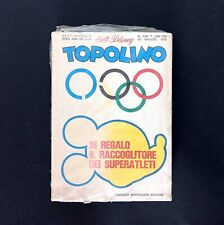 SETTIMANALE
Walt Disney
TOPOLINO
IN REGALO
IL RACCOGLITORE
DEI SUPERATLETI
ARNOLDO MONDADORI EDITORE